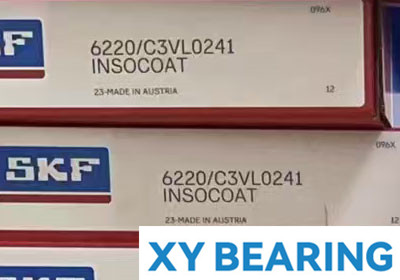 096X
SKF
6220/C3VL0241
INSOCOAT
23-MADE IN AUSTRIA
12
096X
SKF
6220/C3VL0241
INSOCOAT
23-MADE IN AUSTRIA
12
XY BEARING